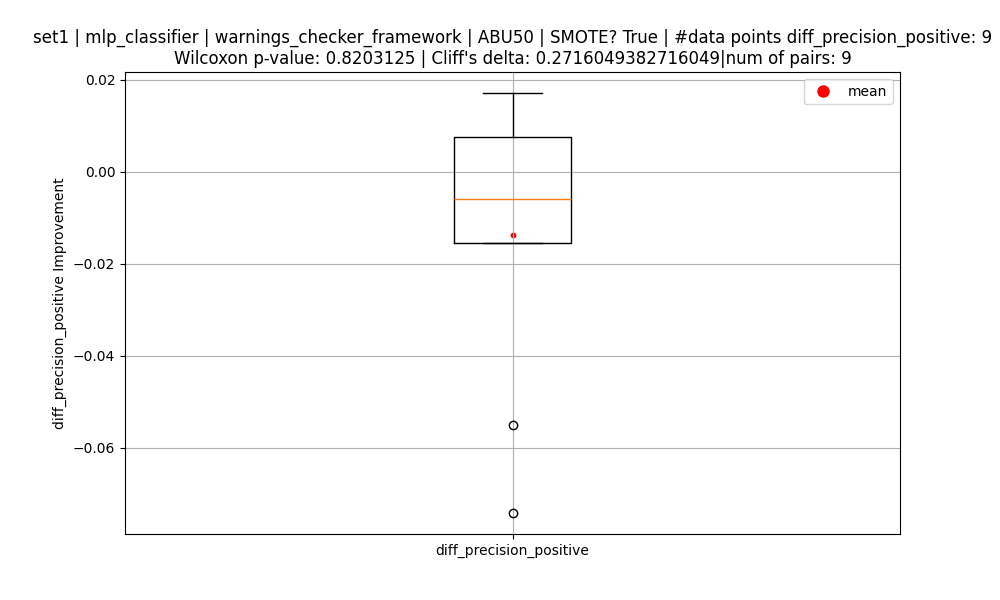 set1 | mlp_classifier | warnings_checker_framework | ABU50 | SMOTE? True | #data points diff_precision_positive: 9
Wilcoxon p-value: 0.8203125 | Cliff's delta: 0.2716049382716049|num of pairs: 9
mean
0.02
0.00
−0.02
−0.04
−0.06
diff_precision_positive Improvement
diff_precision_positive